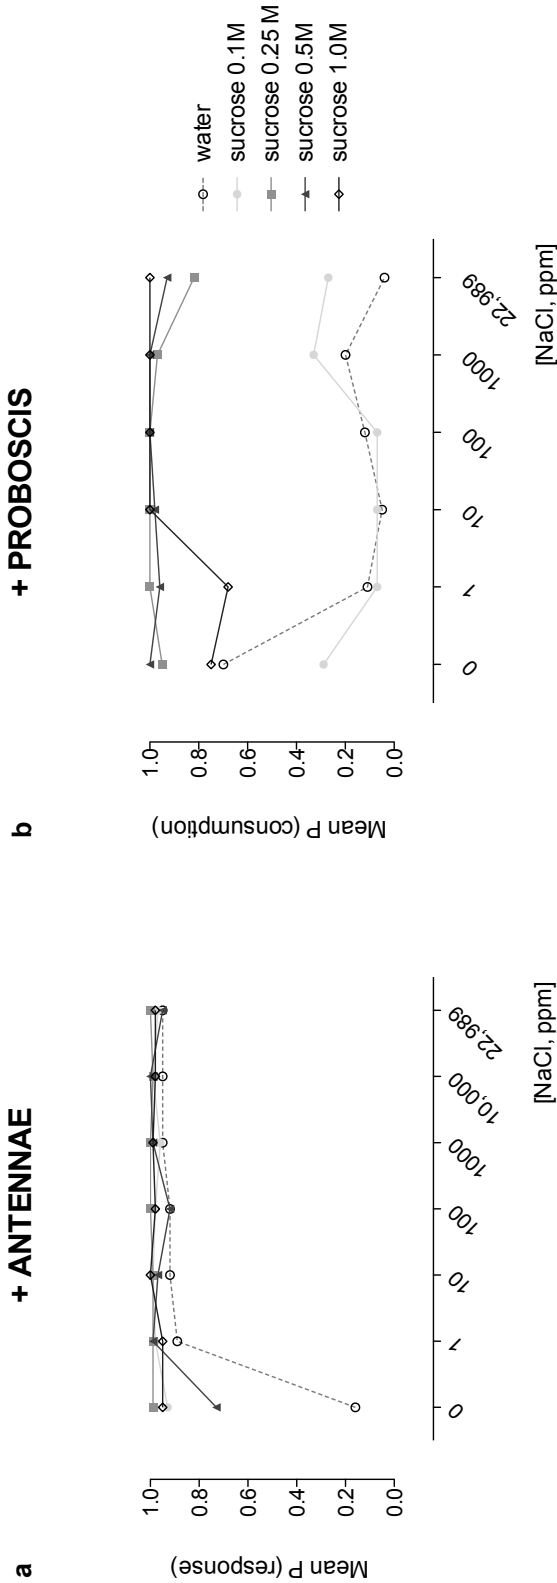 a
+ ANTENNAE
Mean P (response)
1.0
0.8
0.6
0.4
0.2
0.0
0
1
10
100
1000
10,000
22,989
[NaCl, ppm]
b
+ PROBOSCIS
Mean P (consumption)
1.0
0.8
0.6
0.4
0.2
0.0
0
1
10
100
1000
22,989
[NaCl, ppm]
water
sucrose 0.1M
sucrose 0.25 M
sucrose 0.5M
sucrose 1.0M